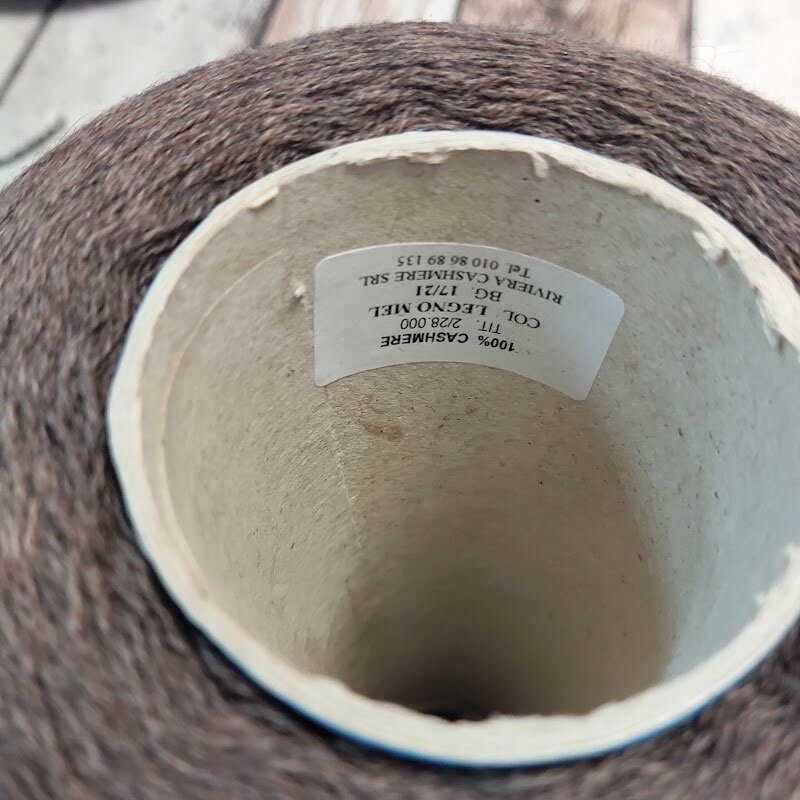 100% CASHMERE
TIT. 2/28.000
COL. LEGNO MEL
BG. 17/21
RIVIERA CASHMERE SRL
Tel. 010 86 89 135